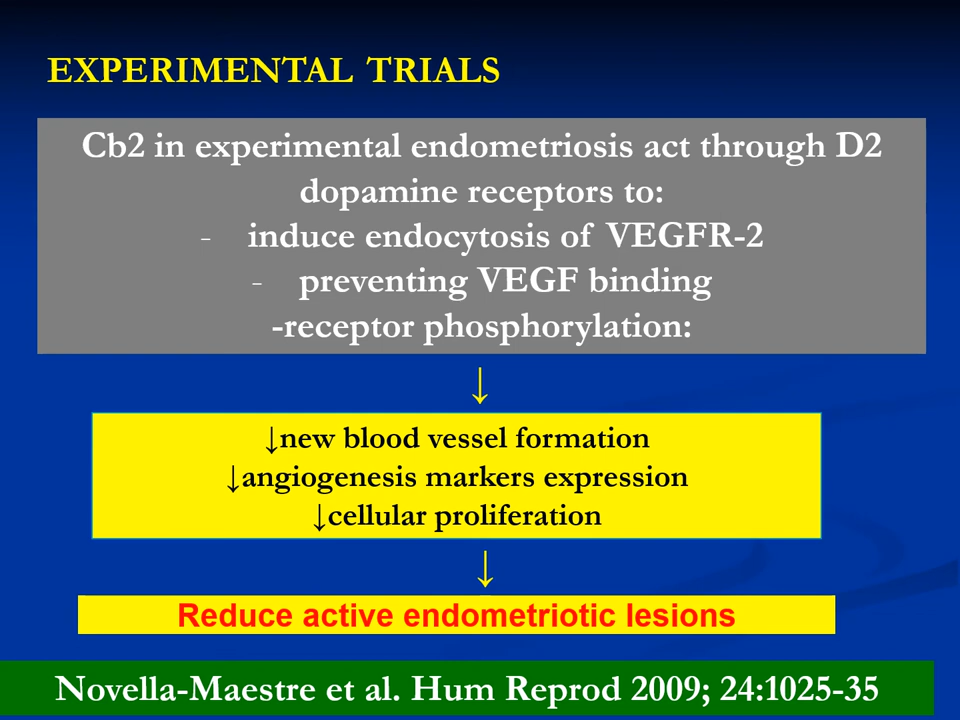 EXPERIMENTAL TRIALS
Cb2 in experimental endometriosis act through D2
dopamine receptors to:
- induce endocytosis of VEGFR-2
- preventing VEGF binding
-receptor phosphorylation:
↓
↓new blood vessel formation
↓angiogenesis markers expression
↓cellular proliferation
↓
Reduce active endometriotic lesions
Novella-Maestre et al. Hum Reprod 2009; 24:1025-35